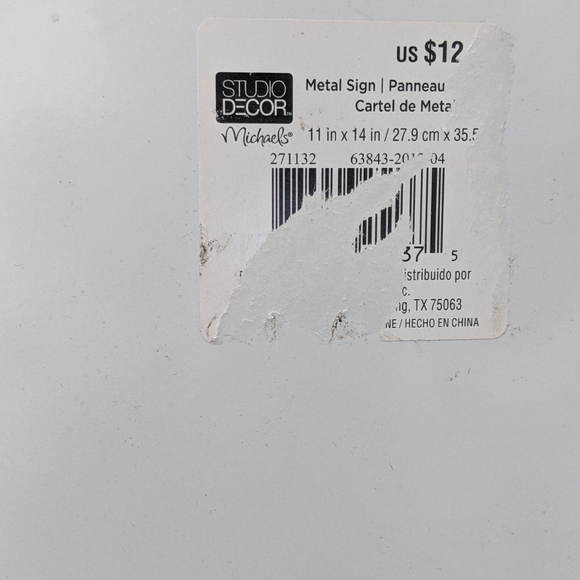 US $12
STUDIO
DECOR
Metal Sign | Panneau
Cartel de Metal
Michaels® 11 in x 14 in / 27.9 cm x 35.5
271132 63843-201 04
37 5
istribuido por
c.
ng, TX 75063
NE / HECHO EN CHINA